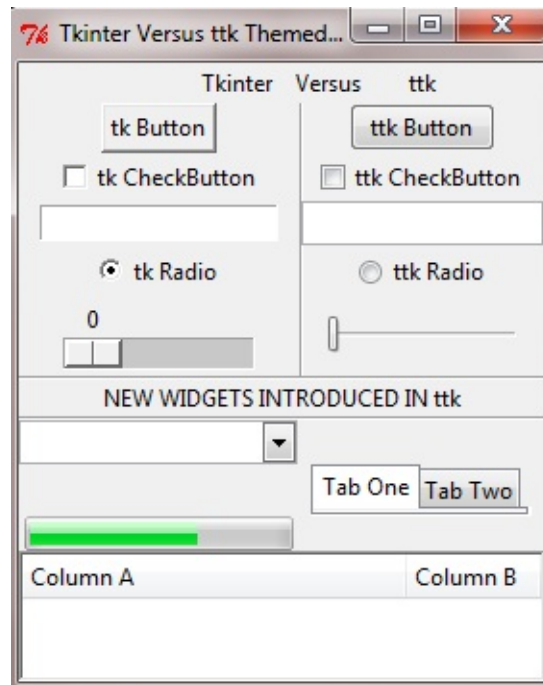 7k Tkinter Versus ttk Themed...
Tkinter Versus ttk
tk Button
ttk Button
tk CheckButton
ttk CheckButton
tk Radio
ttk Radio
0
NEW WIDGETS INTRODUCED IN ttk
Tab One Tab Two
Column A Column B